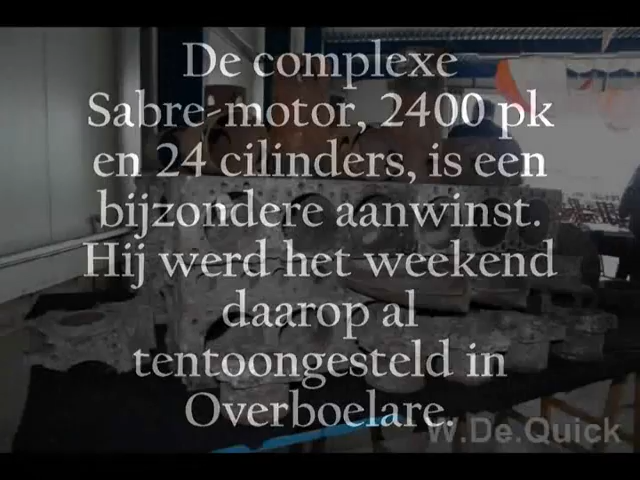 De complexe
Sabre-motor, 2400 pk
en 24 cilinders, is een
bijzondere aanwinst.
Hij werd het weekend
daarop al
tentoongesteld in
Overboelare.
W.De.Quick